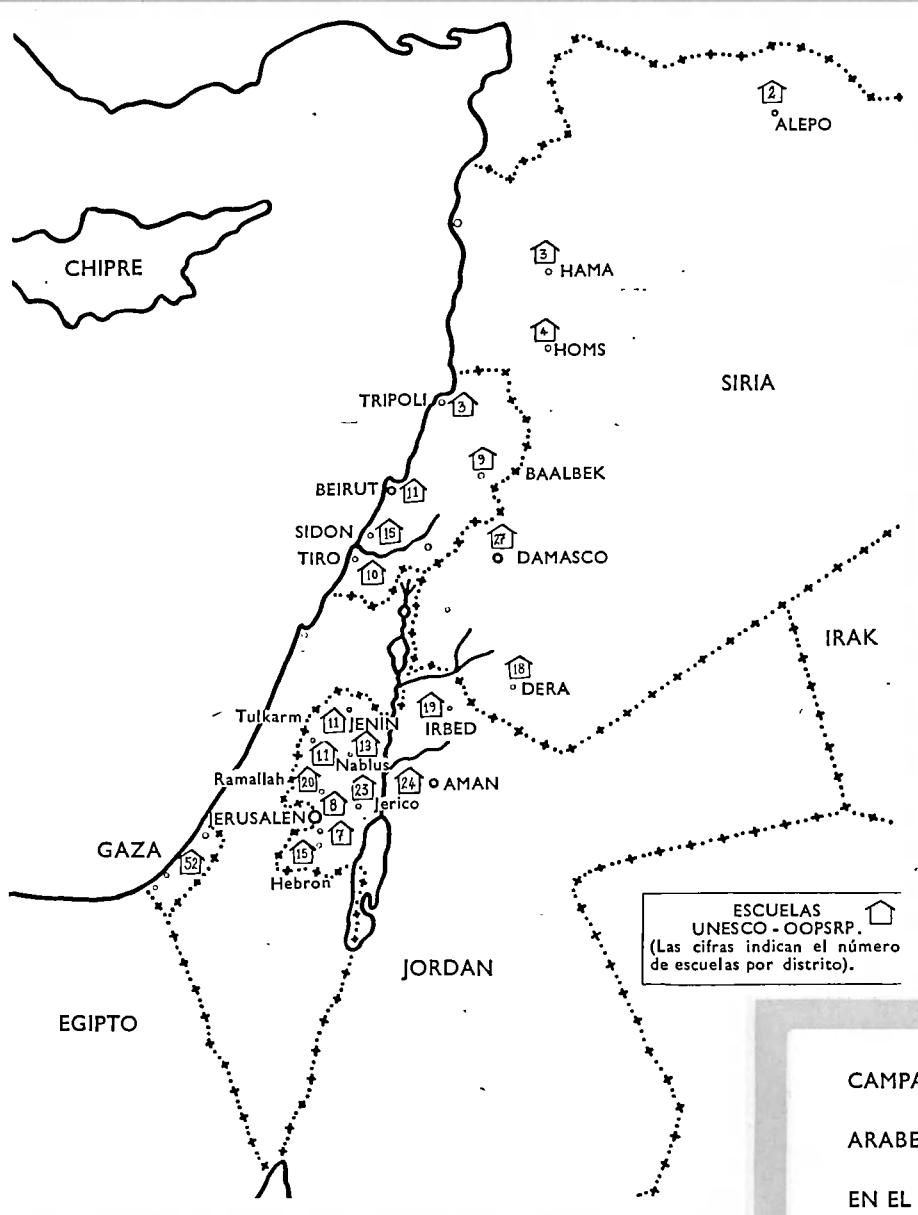 2
ALEPO
CHIPRE
3
HAMA
4
HOMS
SIRIA
TRIPOLI
3
9
BAALBEK
BEIRUT
11
SIDON
15
27
TIRO
DAMASCO
10
IRAK
18
DERA
19
IRBED
Tulkarm
11
JENIN
11
13
Nablus
Ramallah
20
23
24
AMAN
8
Jerico
JERUSALEN
7
GAZA
52
15
Hebron
ESCUELAS
UNESCO - OOPSRP.
(Las cifras indican el número
de escuelas por distrito).
JORDAN
EGIPTO
CAMPA
ARABE
EN EL